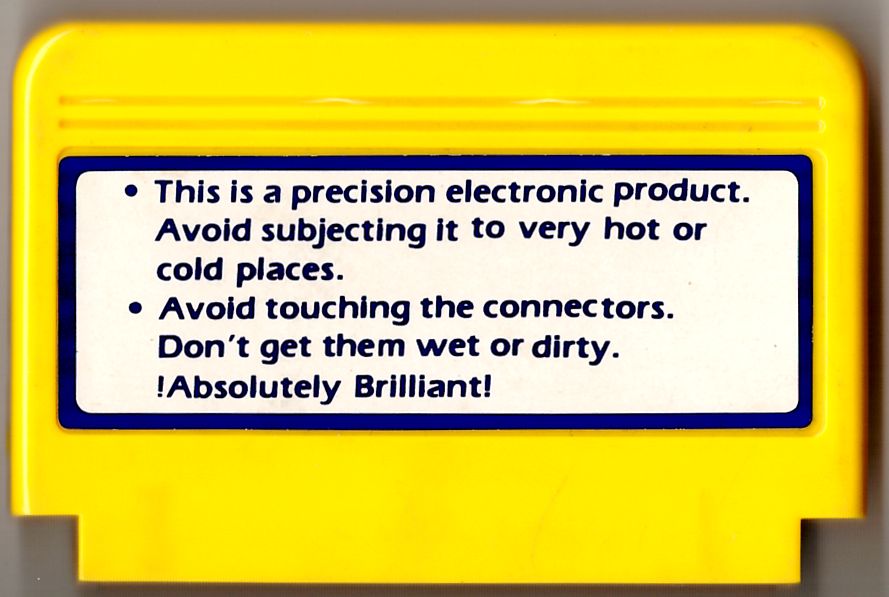 • This is a precision electronic product.
Avoid subjecting it to very hot or
cold places.
• Avoid touching the connectors.
Don't get them wet or dirty.
!Absolutely Brilliant!